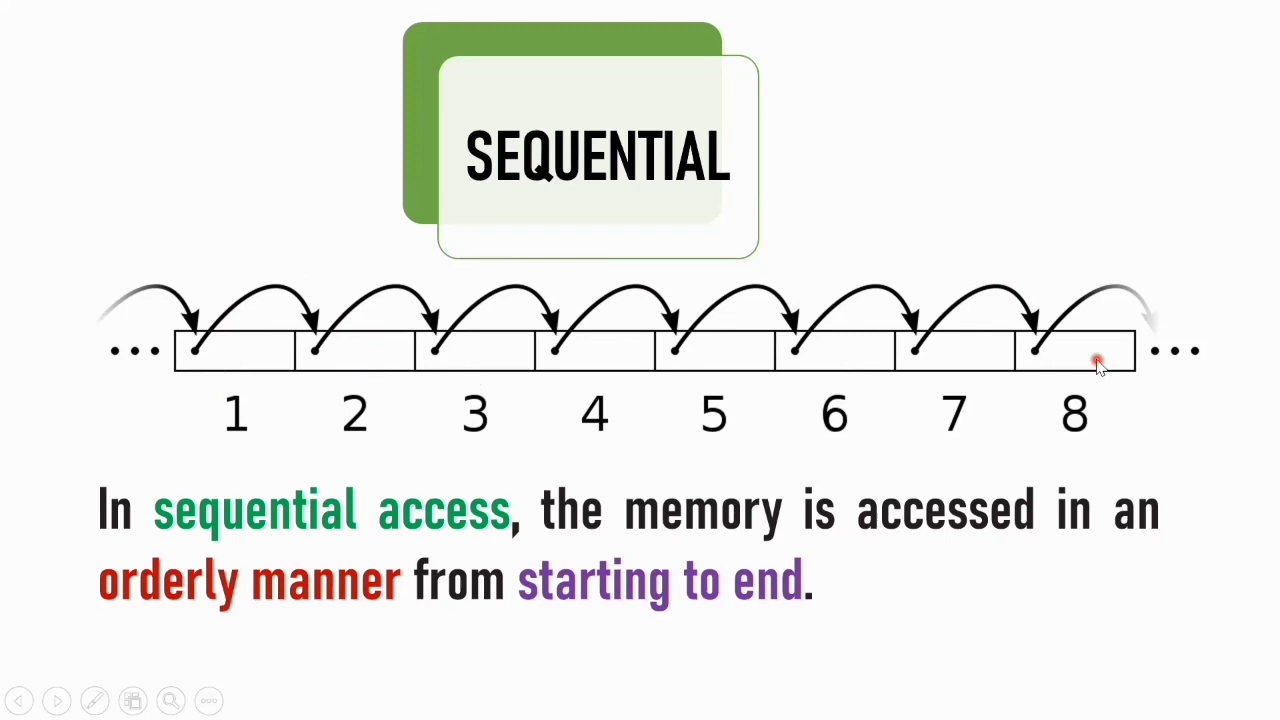 SEQUENTIAL
... ...
1 2 3 4 5 6 7 8
In sequential access, the memory is accessed in an
orderly manner from starting to end.